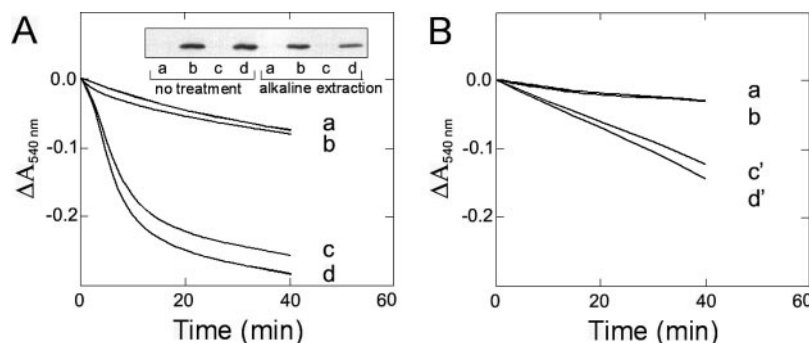 A
a b c d a b c d
no treatment alkaline extraction
0.0
-0.1
-0.2
ΔA540 nm
a
b
c
d
0 20 40 60
Time (min)
B
0.0
-0.1
-0.2
ΔA540 nm
a
b
c'
d'
0 20 40 60
Time (min)